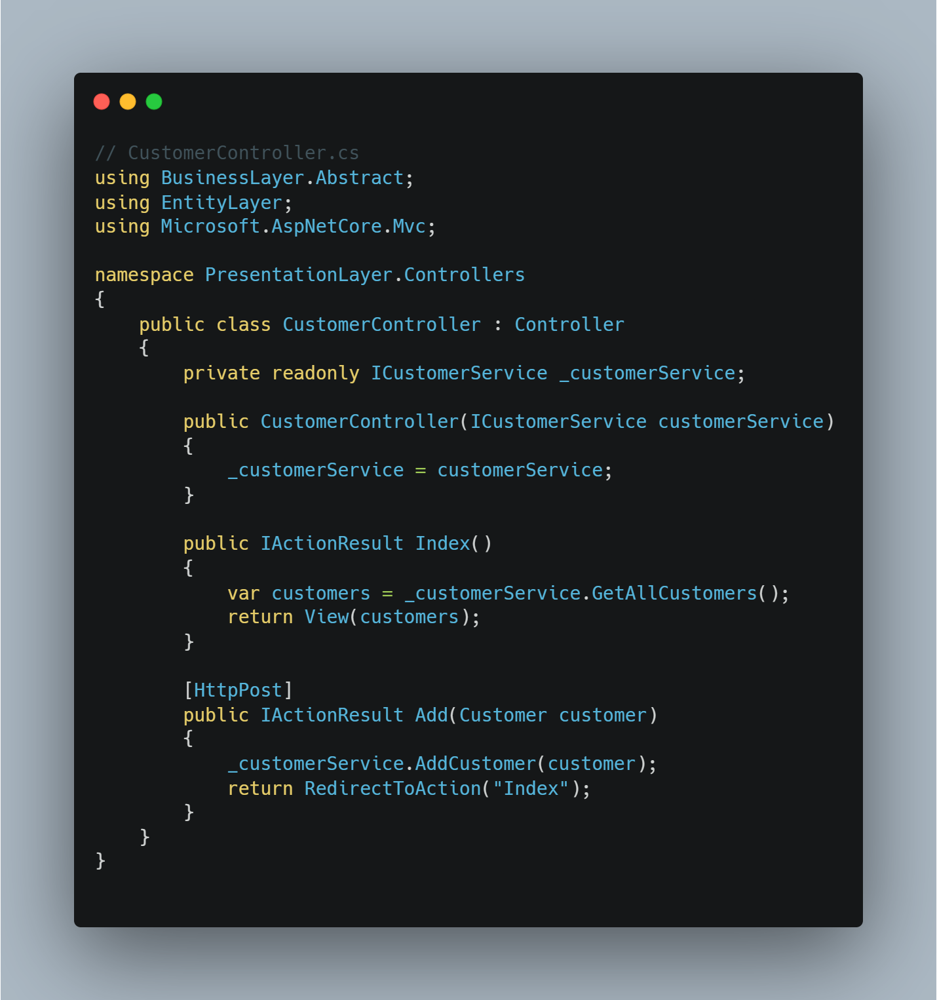 // CustomerController.cs
using BusinessLayer.Abstract;
using EntityLayer;
using Microsoft.AspNetCore.Mvc;

namespace PresentationLayer.Controllers
{
    public class CustomerController : Controller
    {
        private readonly ICustomerService _customerService;

        public CustomerController(ICustomerService customerService)
        {
            _customerService = customerService;
        }

        public IActionResult Index()
        {
            var customers = _customerService.GetAllCustomers();
            return View(customers);
        }

        [HttpPost]
        public IActionResult Add(Customer customer)
        {
            _customerService.AddCustomer(customer);
            return RedirectToAction("Index");
        }
    }
}